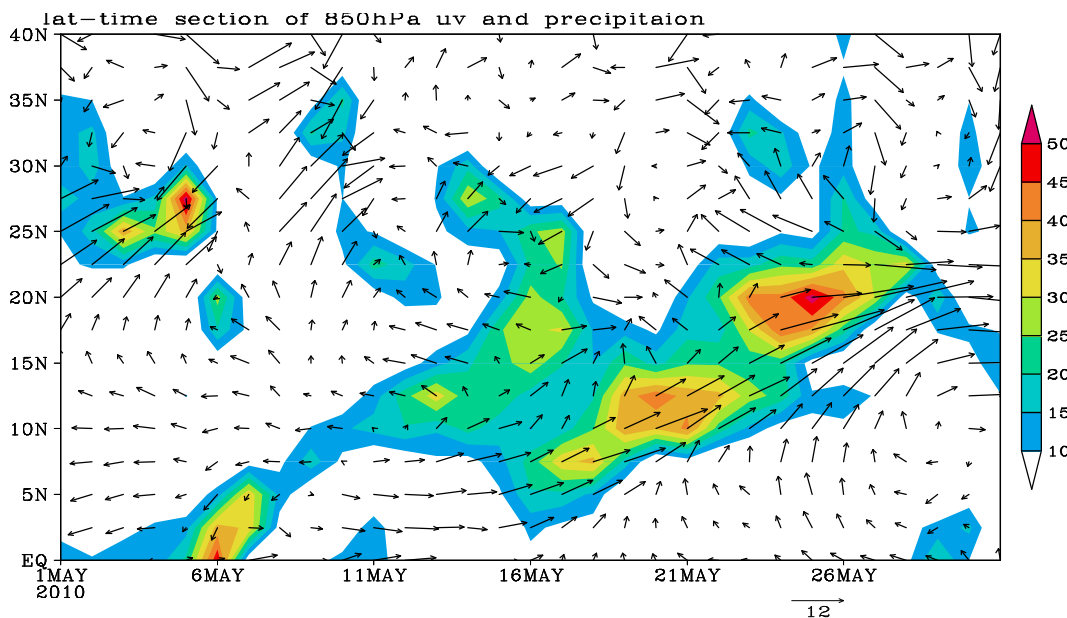 lat-time section of 850hPa uv and precipitaion
40N
35N
30N
25N
20N
15N
10N
5N
EQ
1MAY 6MAY 11MAY 16MAY 21MAY 26MAY
2010
12
50
45
40
35
30
25
20
15
10